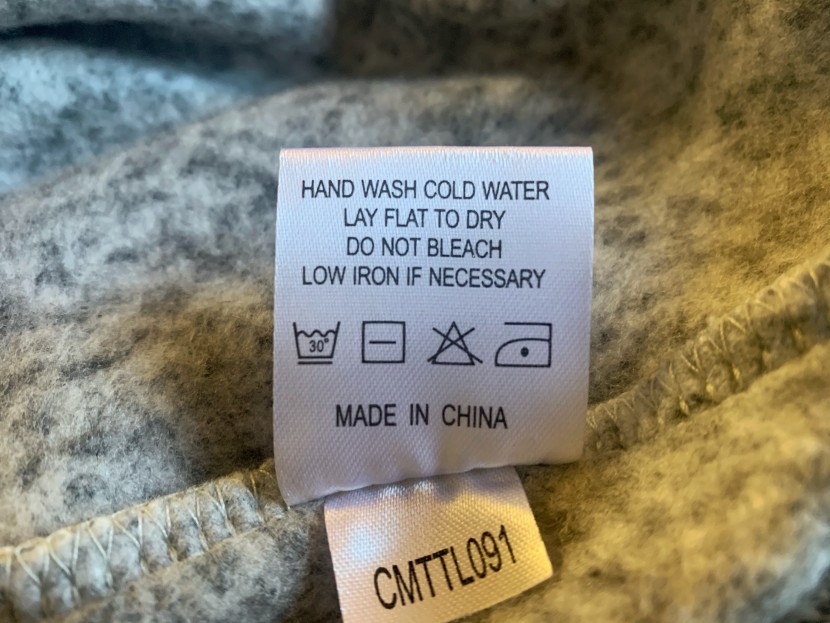 HAND WASH COLD WATER
LAY FLAT TO DRY
DO NOT BLEACH
LOW IRON IF NECESSARY
30°
MADE IN CHINA
CMTTL091